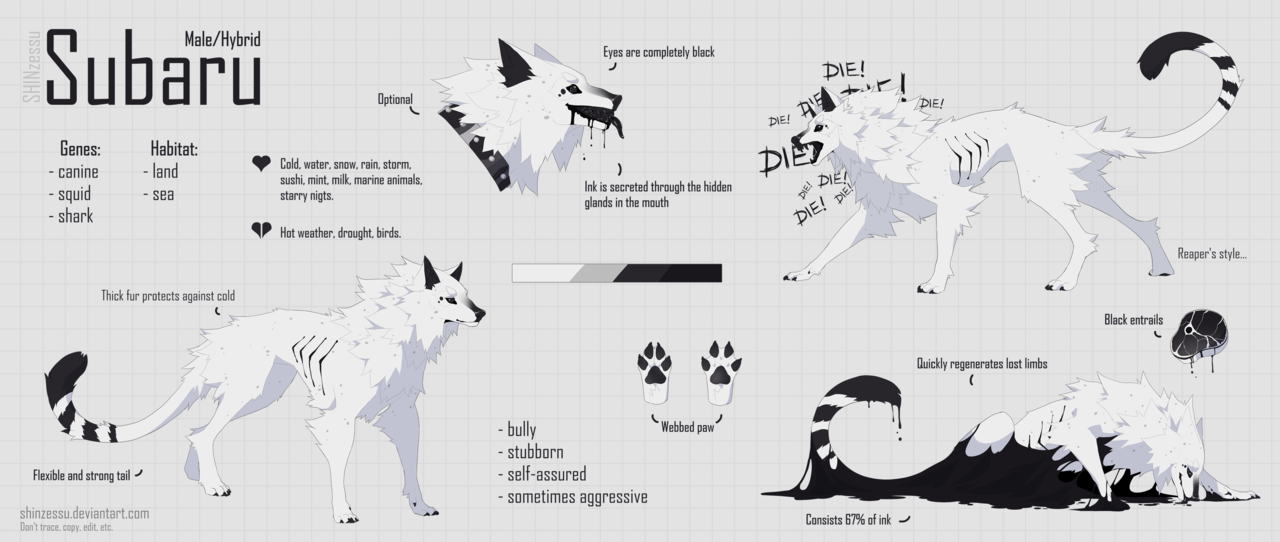 SHINzessu
Male/Hybrid
Subaru
Genes:
- canine
- squid
- shark
Habitat:
- land
- sea
Cold, water, snow, rain, storm,
sushi, mint, milk, marine animals,
starry nigts.
Hot weather, drought, birds.
Optional
Eyes are completely black
Ink is secreted through the hidden
glands in the mouth
DIE!
DIE!
DIE!
DIE!
DIE!
DIE!
DIE!
DIE!
DIE!
DIE!
Reaper's style...
Thick fur protects against cold
Flexible and strong tail
Webbed paw
- bully
- stubborn
- self-assured
- sometimes aggressive
Black entrails
Quickly regenerates lost limbs
Consists 67% of ink
shinzessu.deviantart.com
Don't trace, copy, edit, etc.